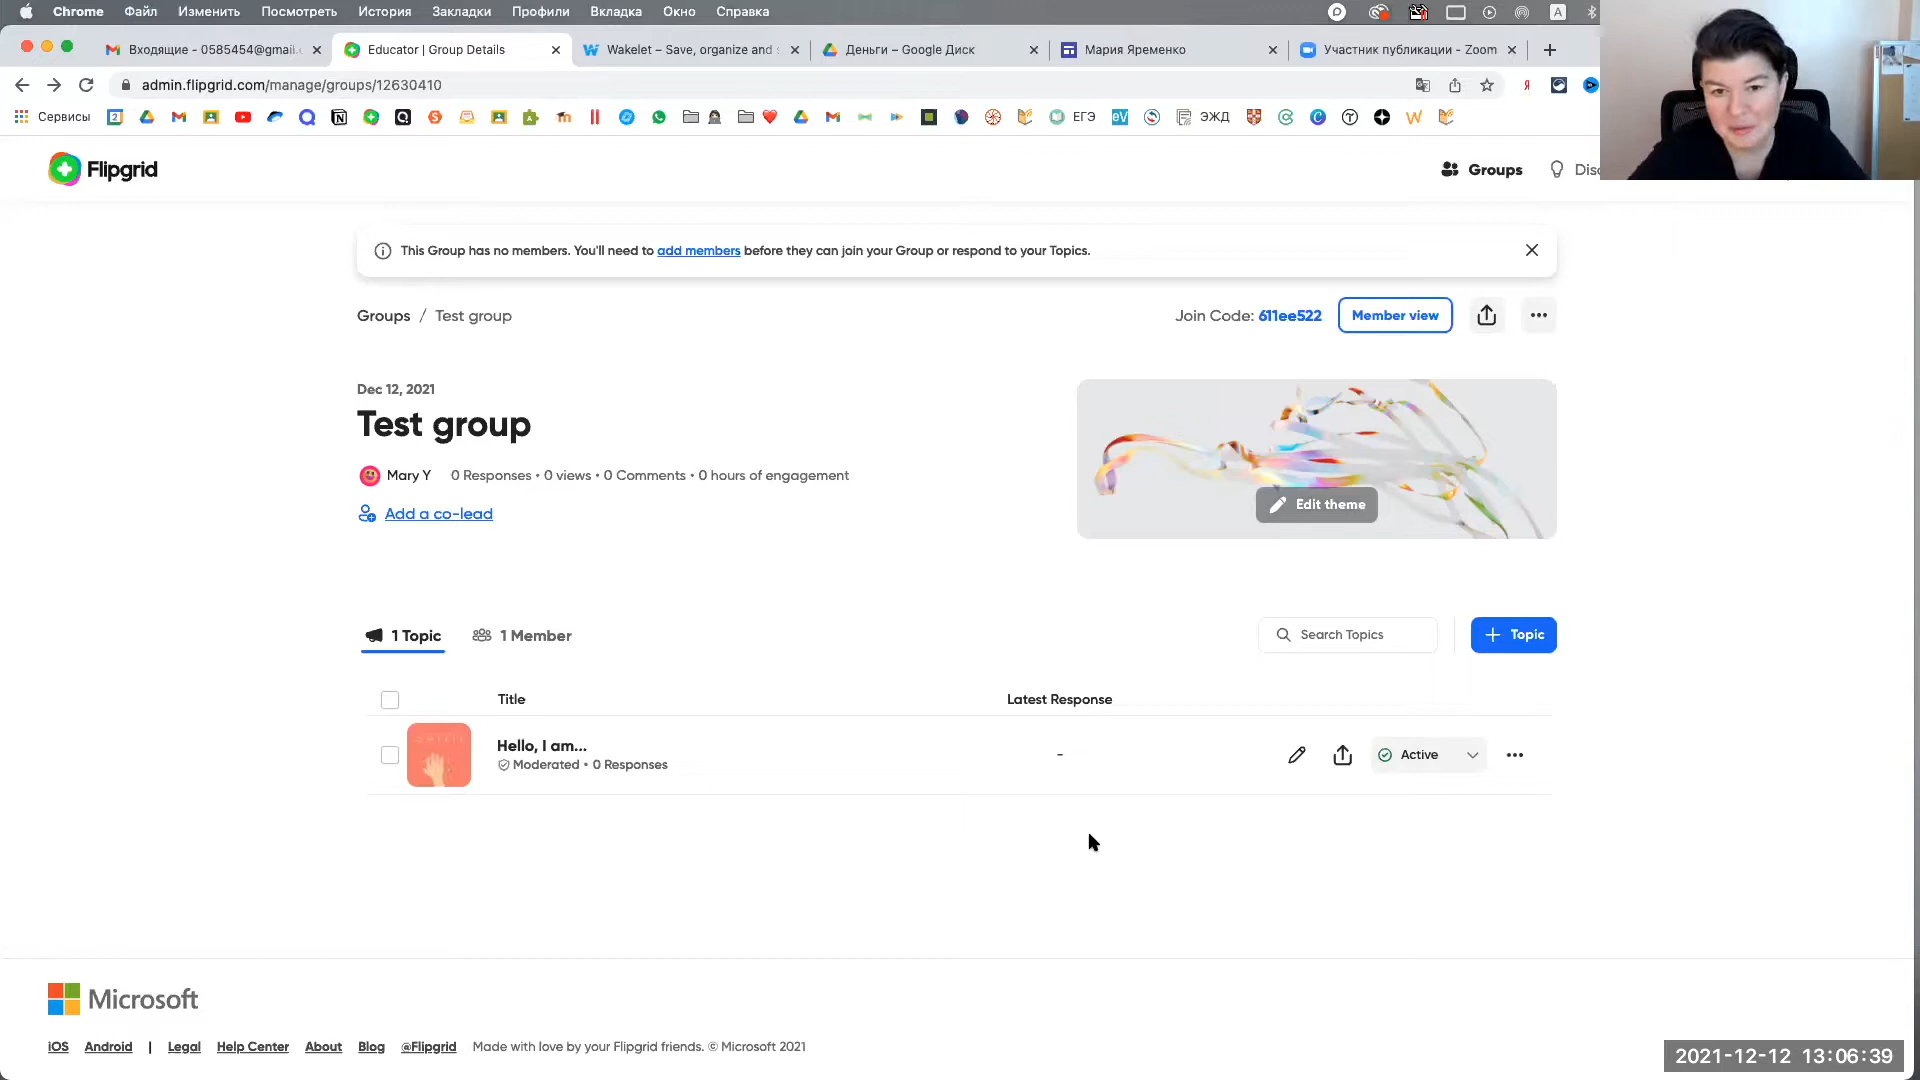 Chrome Файл Изменить Посмотреть История Закладки Профили Вкладка Окно Справка A
Входящие - 0585454@gmail.c Educator | Group Details Wakelet – Save, organize and s Деньги – Google Диск Мария Яременко Участник публикации - Zoom
admin.flipgrid.com/manage/groups/12630410
Сервисы ЕГЭ eV ЭЖД
Flipgrid
Groups Disc
This Group has no members. You'll need to add members before they can join your Group or respond to your Topics.
Groups / Test group
Join Code: 611ee522 Member view
Dec 12, 2021
Test group
Mary Y 0 Responses • 0 views • 0 Comments • 0 hours of engagement
Add a co-lead
Edit theme
1 Topic 1 Member
Search Topics
Topic
Title Latest Response
Hello, I am...
Moderated • 0 Responses
-
Active
Microsoft
iOS Android | Legal Help Center About Blog @Flipgrid Made with love by your Flipgrid friends. © Microsoft 2021
2021-12-12 13:06:39